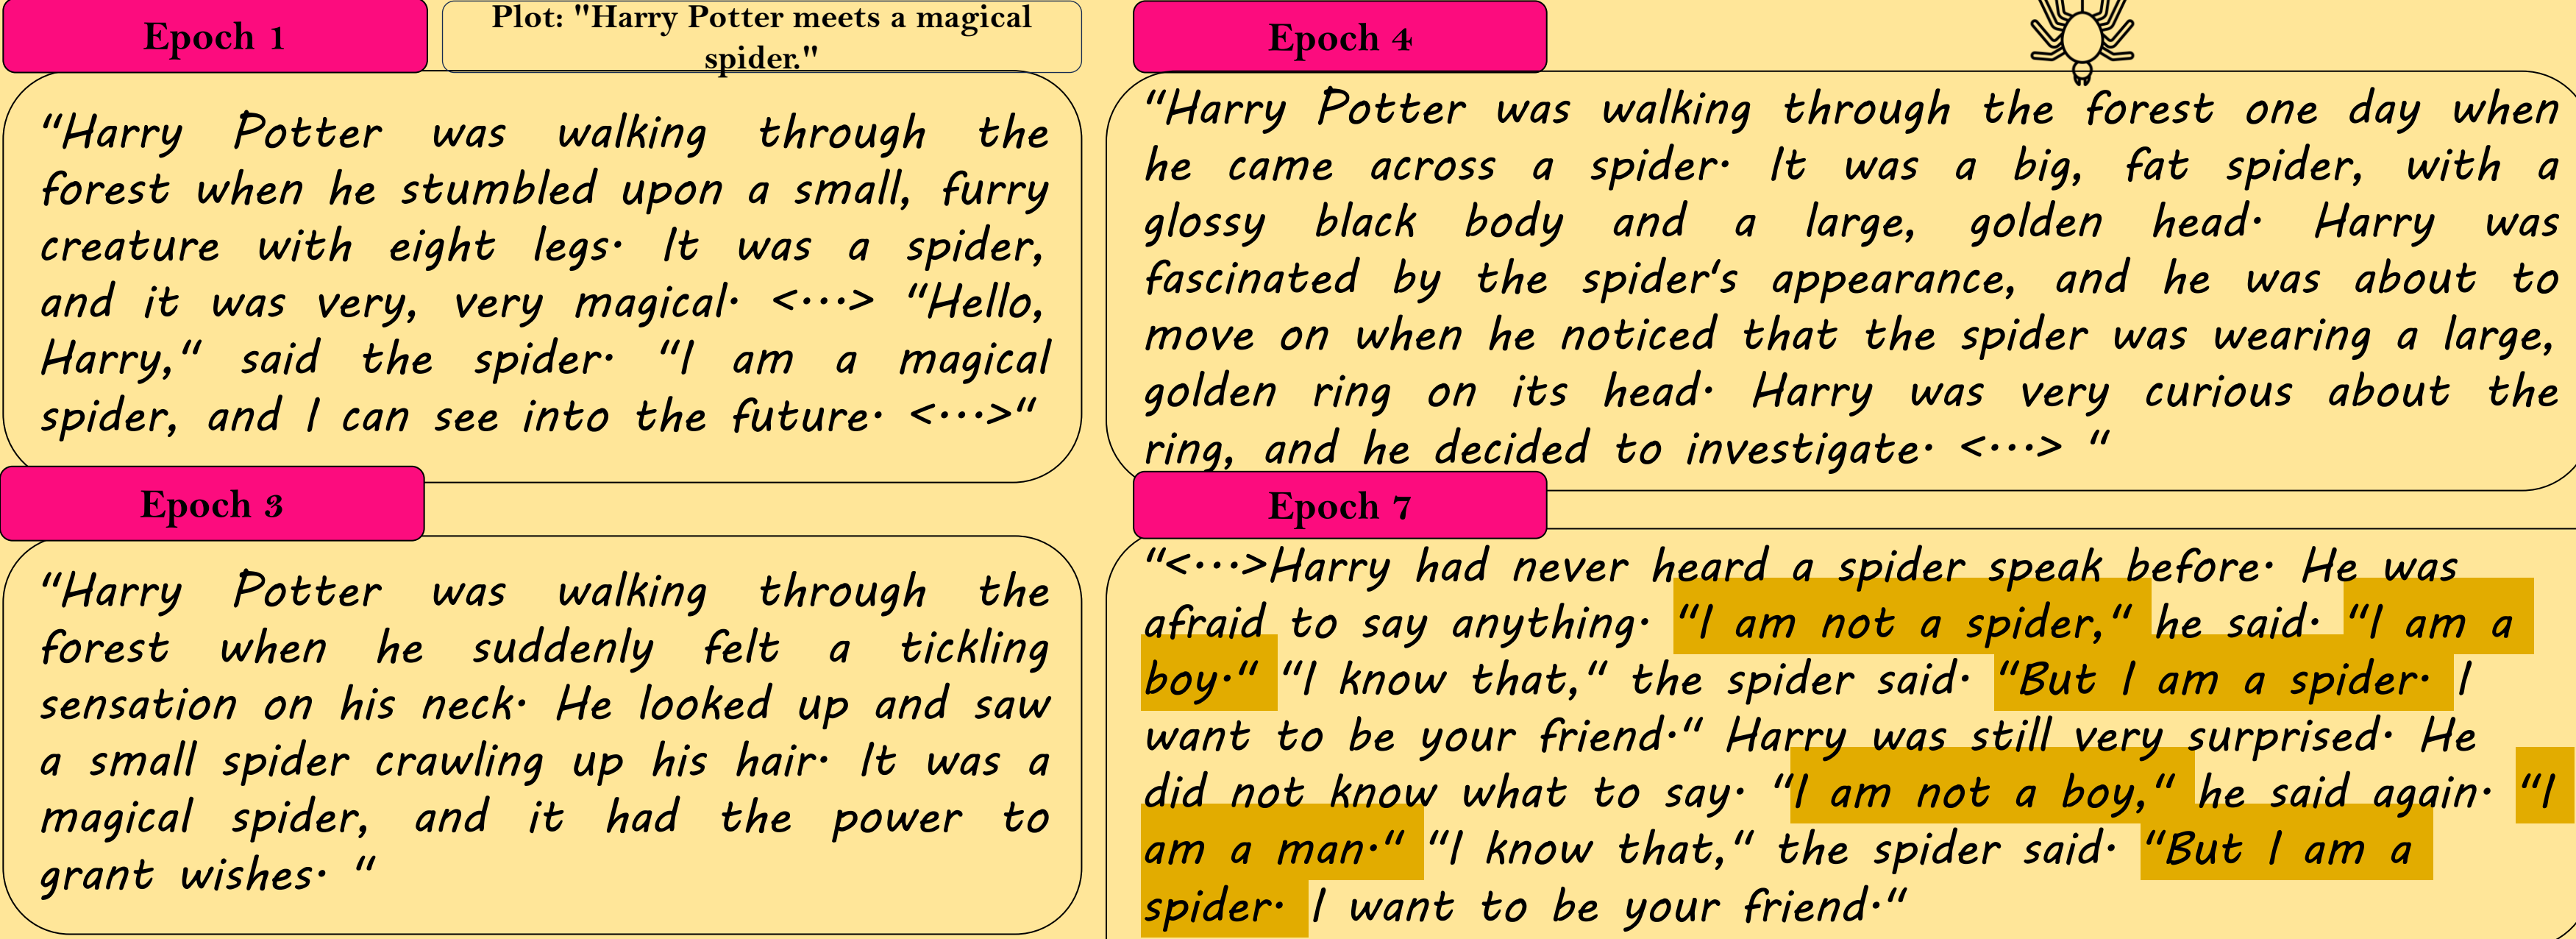 Epoch 1
Plot: "Harry Potter meets a magical
spider."
“Harry Potter was walking through the
forest when he stumbled upon a small, furry
creature with eight legs. It was a spider,
and it was very, very magical. <...> “Hello,
Harry,“ said the spider. “I am a magical
spider, and I can see into the future. <...>“
Epoch 3
“Harry Potter was walking through the
forest when he suddenly felt a tickling
sensation on his neck. He looked up and saw
a small spider crawling up his hair. It was a
magical spider, and it had the power to
grant wishes. “
Epoch 4
“Harry Potter was walking through the forest one day when
he came across a spider. It was a big, fat spider, with a
glossy black body and a large, golden head. Harry was
fascinated by the spider‘s appearance, and he was about to
move on when he noticed that the spider was wearing a large,
golden ring on its head. Harry was very curious about the
ring, and he decided to investigate. <...> “
Epoch 7
“<...>Harry had never heard a spider speak before. He was
afraid to say anything. “I am not a spider,“ he said. “I am a
boy.“ “I know that,“ the spider said. “But I am a spider. I
want to be your friend.“ Harry was still very surprised. He
did not know what to say. “I am not a boy,“ he said again. “I
am a man.“ “I know that,“ the spider said. “But I am a
spider. I want to be your friend.“